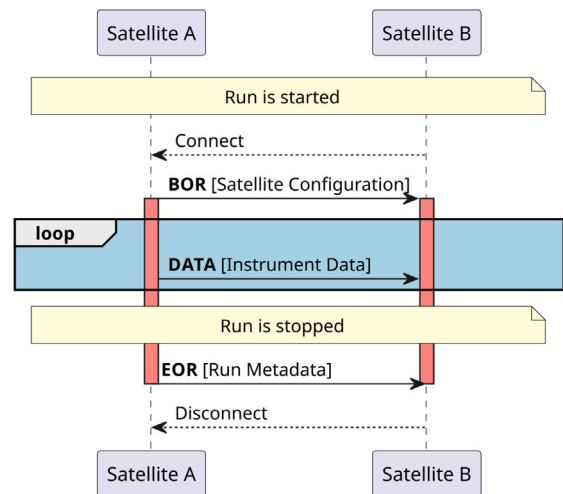 Satellite A
Satellite B
Run is started
Connect
BOR [Satellite Configuration]
loop
DATA [Instrument Data]
Run is stopped
EOR [Run Metadata]
Disconnect
Satellite A
Satellite B